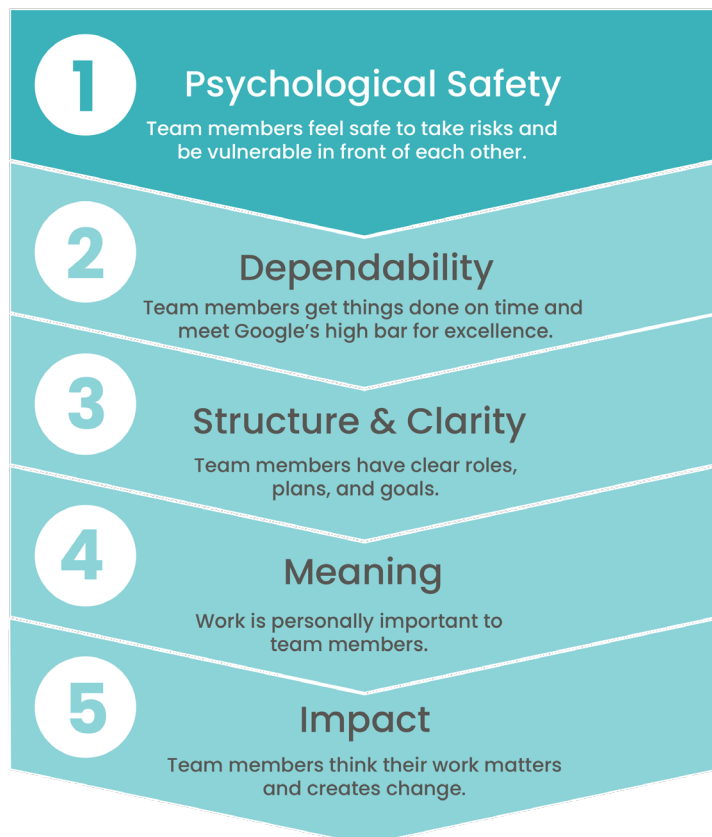 1
Psychological Safety
Team members feel safe to take risks and
be vulnerable in front of each other.
2
Dependability
Team members get things done on time and
meet Google's high bar for excellence.
3
Structure & Clarity
Team members have clear roles,
plans, and goals.
4
Meaning
Work is personally important to
team members.
5
Impact
Team members think their work matters
and creates change.